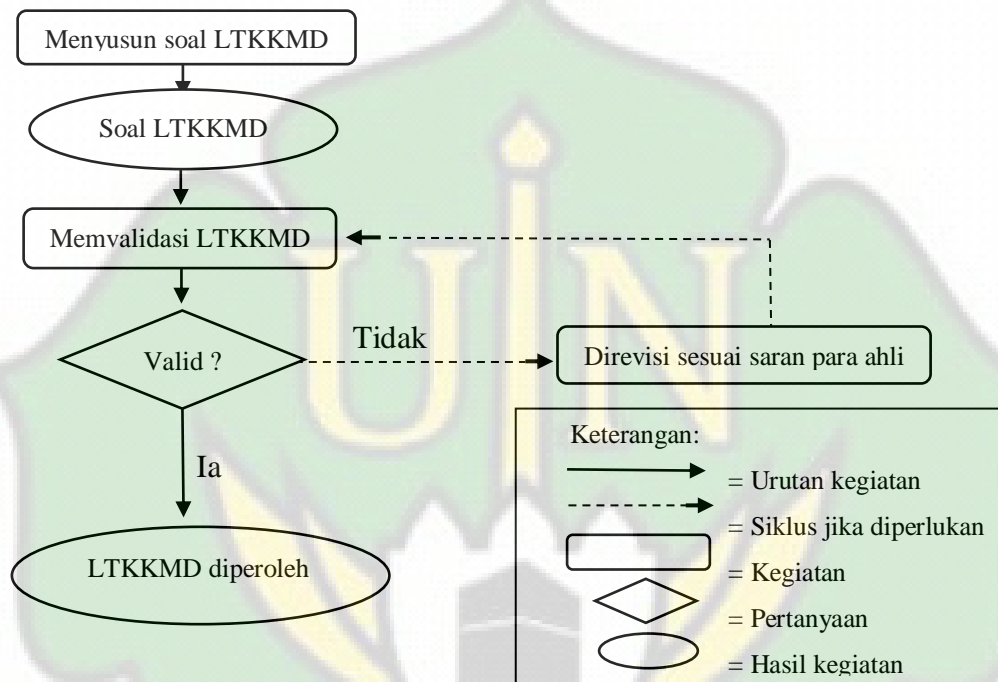 Menyusun soal LTKKMD
Soal LTKKMD
Memvalidasi LTKKMD
Valid ?
Tidak
Direvisi sesuai saran para ahli
Ia
LTKKMD diperoleh
Keterangan:
= Urutan kegiatan
= Siklus jika diperlukan
= Kegiatan
= Pertanyaan
= Hasil kegiatan
UIN